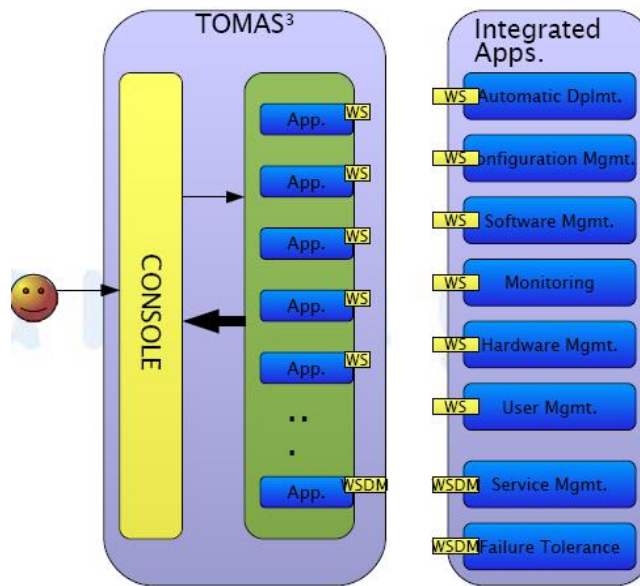 TOMAS³
CONSOLE
App.
WS
App.
WS
App.
WS
App.
WS
App.
WS
App.
WSDM
Integrated
Apps.
WS
Automatic Dplmt.
WS
onfiguration Mgmt.
WS
Software Mgmt.
WS
Monitoring
WS
Hardware Mgmt.
WS
User Mgmt.
WSDM
Service Mgmt.
WSDM
Failure Tolerance